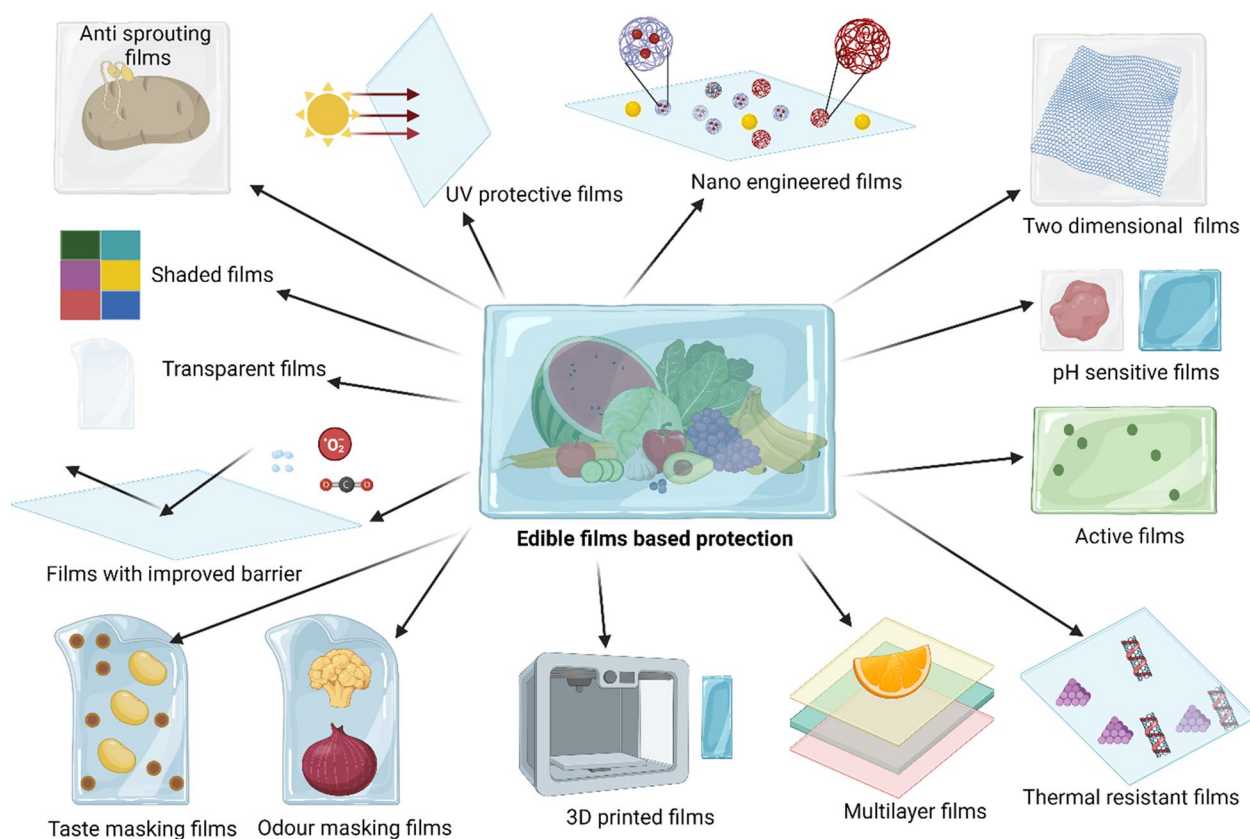 Anti sprouting
films
UV protective films
Nano engineered films
Two dimensional films
Shaded films
pH sensitive films
Transparent films
•O₂⁻
O C O
Active films
Edible films based protection
Films with improved barrier
Taste masking films
Odour masking films
3D printed films
Multilayer films
Thermal resistant films